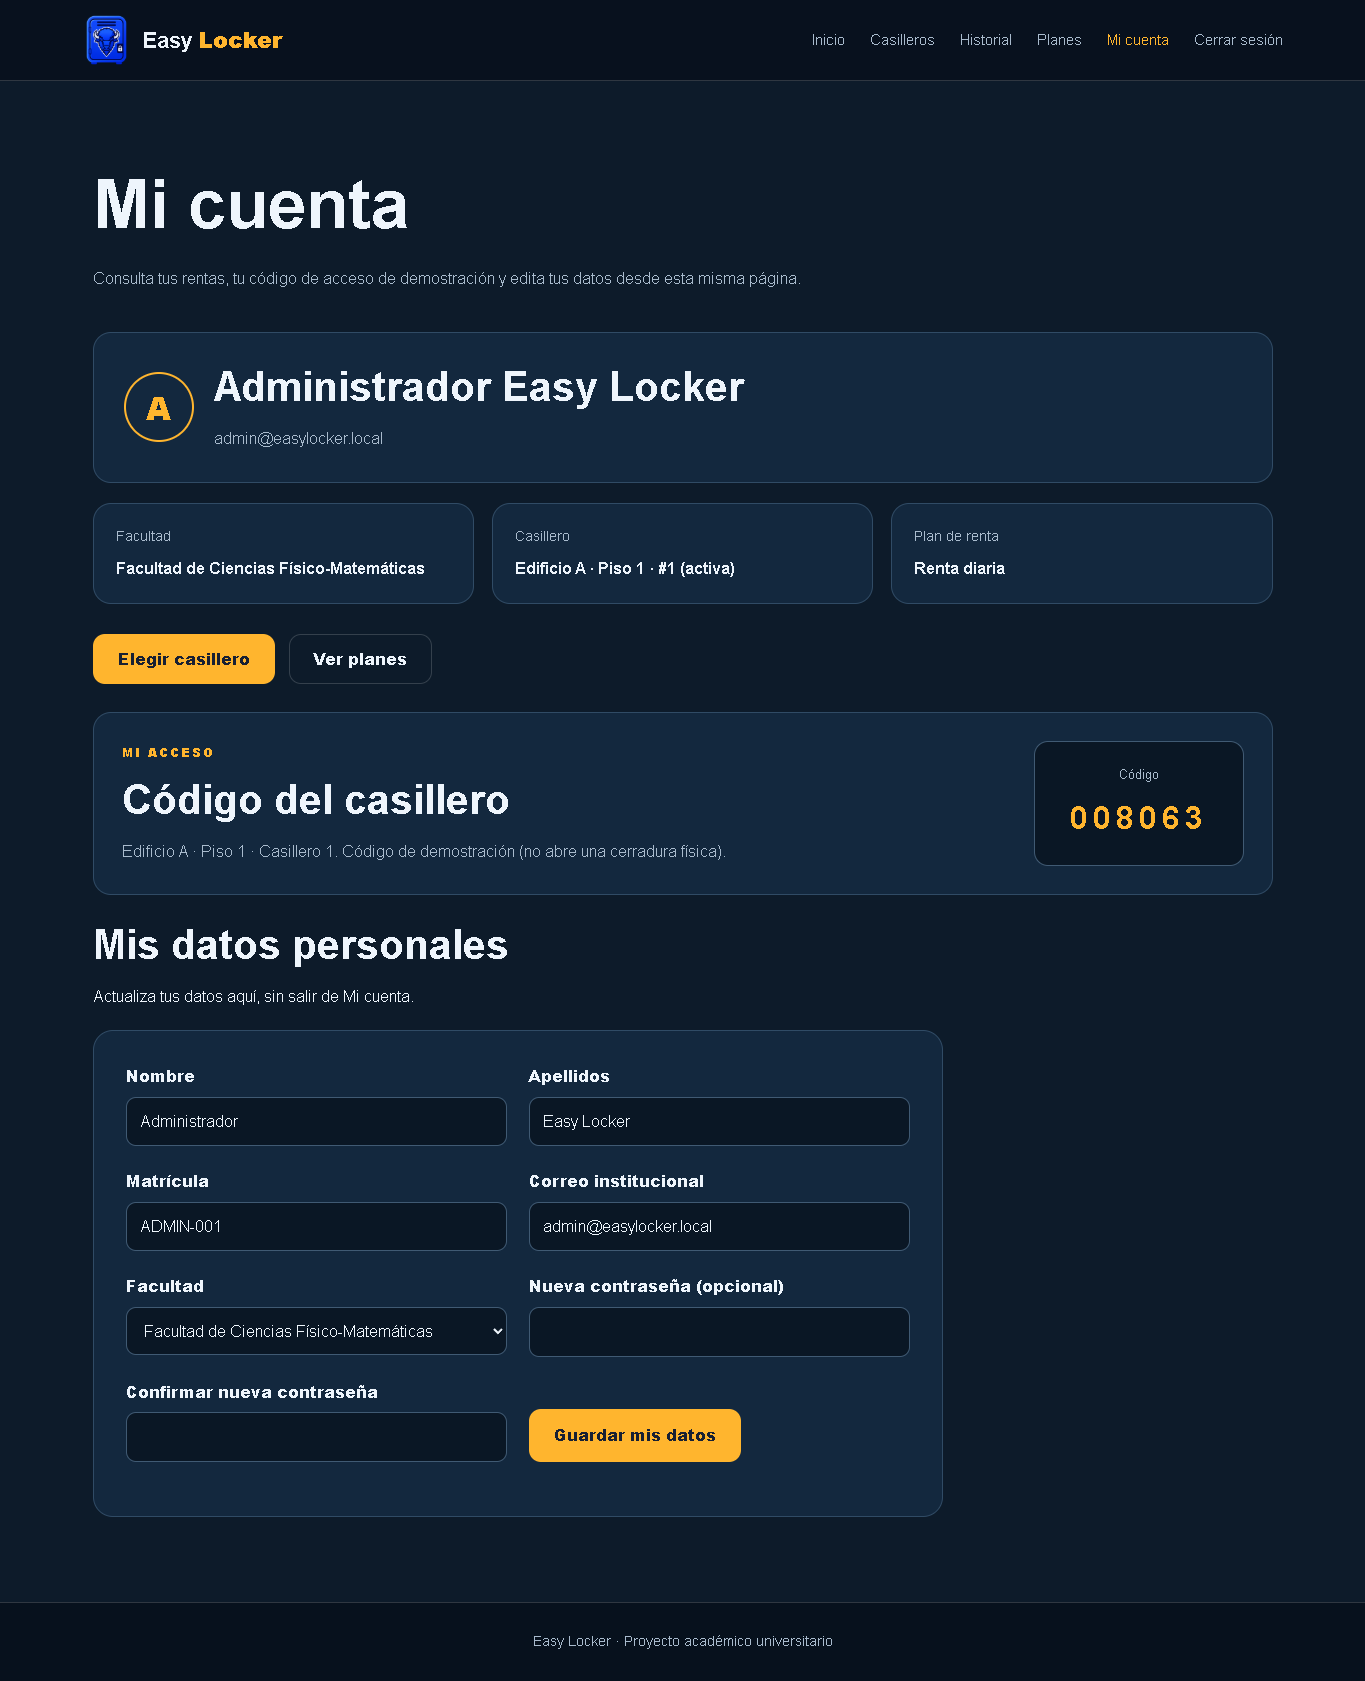 Easy Locker
Inicio Casilleros Historial Planes Mi cuenta Cerrar sesión
Mi cuenta
Consulta tus rentas, tu código de acceso de demostración y edita tus datos desde esta misma página.
A
Administrador Easy Locker
admin@easylocker.local
Facultad
Facultad de Ciencias Físico-Matemáticas
Casillero
Edificio A · Piso 1 · #1 (activa)
Plan de renta
Renta diaria
Elegir casillero
Ver planes
MI ACCESO
Código del casillero
Edificio A · Piso 1 · Casillero 1. Código de demostración (no abre una cerradura física).
Código
008063
Mis datos personales
Actualiza tus datos aquí, sin salir de Mi cuenta.
Nombre
Administrador
Apellidos
Easy Locker
Matrícula
ADMIN-001
Correo institucional
admin@easylocker.local
Facultad
Facultad de Ciencias Físico-Matemáticas
Nueva contraseña (opcional)
Confirmar nueva contraseña
Guardar mis datos
Easy Locker · Proyecto académico universitario